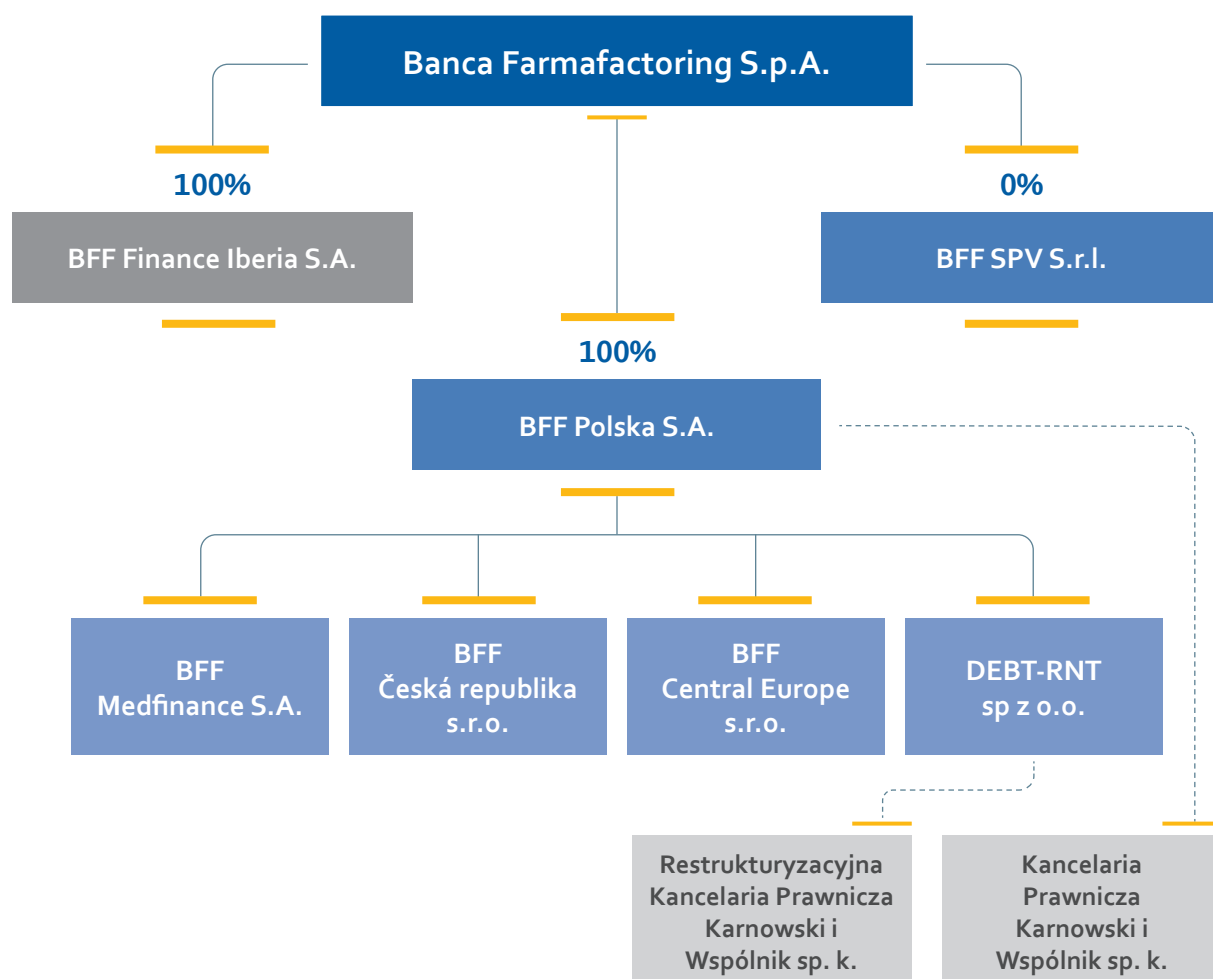 Banca Farmafactoring S.p.A.
100%
0%
BFF Finance Iberia S.A.
BFF SPV S.r.l.
100%
BFF Polska S.A.
BFF
Medfinance S.A.
BFF
Česká republika
s.r.o.
BFF
Central Europe
s.r.o.
DEBT-RNT
sp z o.o.
Restrukturyzacyjna
Kancelaria Prawnicza
Karnowski i
Wspólnik sp. k.
Kancelaria
Prawnicza
Karnowski i
Wspólnik sp. k.